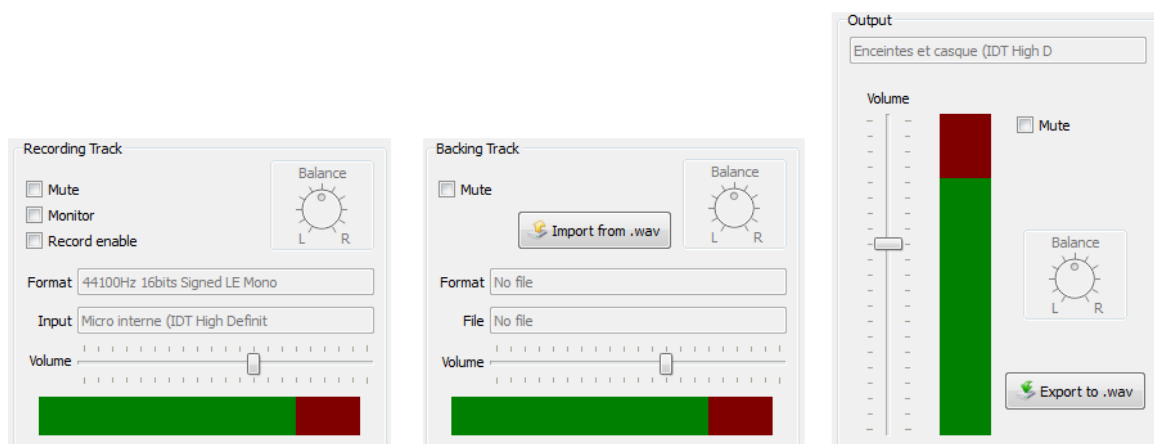 Recording Track
Balance
Mute
Monitor
Record enable
L R
Format 44100Hz 16bits Signed LE Mono
Input Micro interne (IDT High Definit
Volume
Backing Track
Balance
Mute
Import from .wav
L R
Format No file
File No file
Volume
Output
Enceintes et casque (IDT High D
Volume
Mute
Balance
L R
Export to .wav